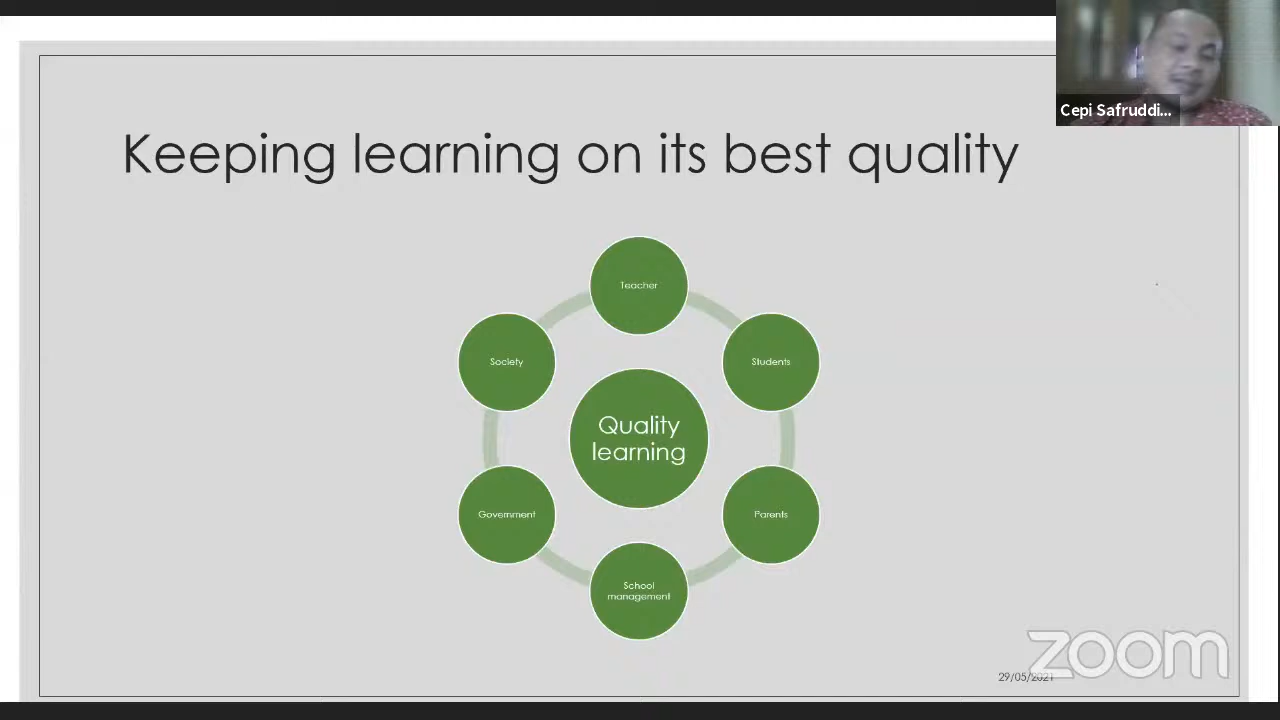 Cepi Safruddi...
Keeping learning on its best quality
Teacher
Society
Students
Quality
learning
Government
Parents
School
management
zoom
29/05/2021